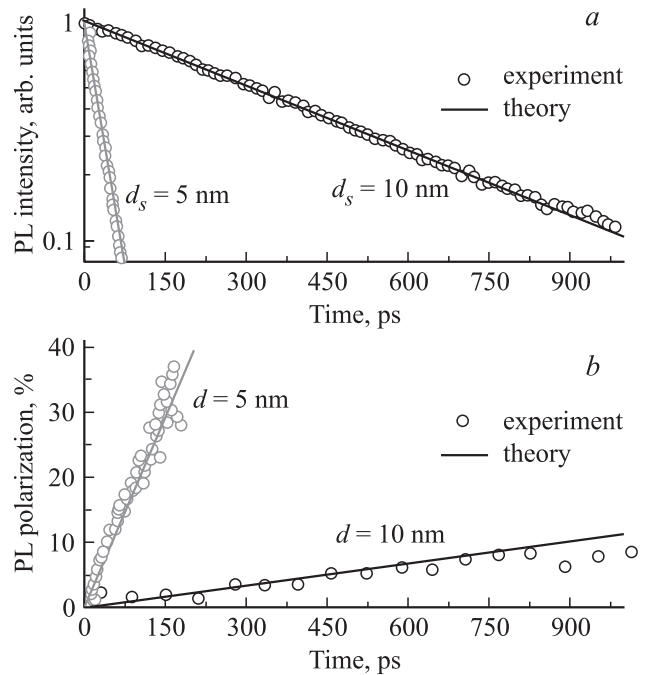 a
PL intensity, arb. units
1
0.1
experiment
theory
d_s = 5 nm
d_s = 10 nm
0 150 300 450 600 750 900
Time, ps
b
PL polarization, %
40
30
20
10
0
d = 5 nm
experiment
theory
d = 10 nm
0 150 300 450 600 750 900
Time, ps